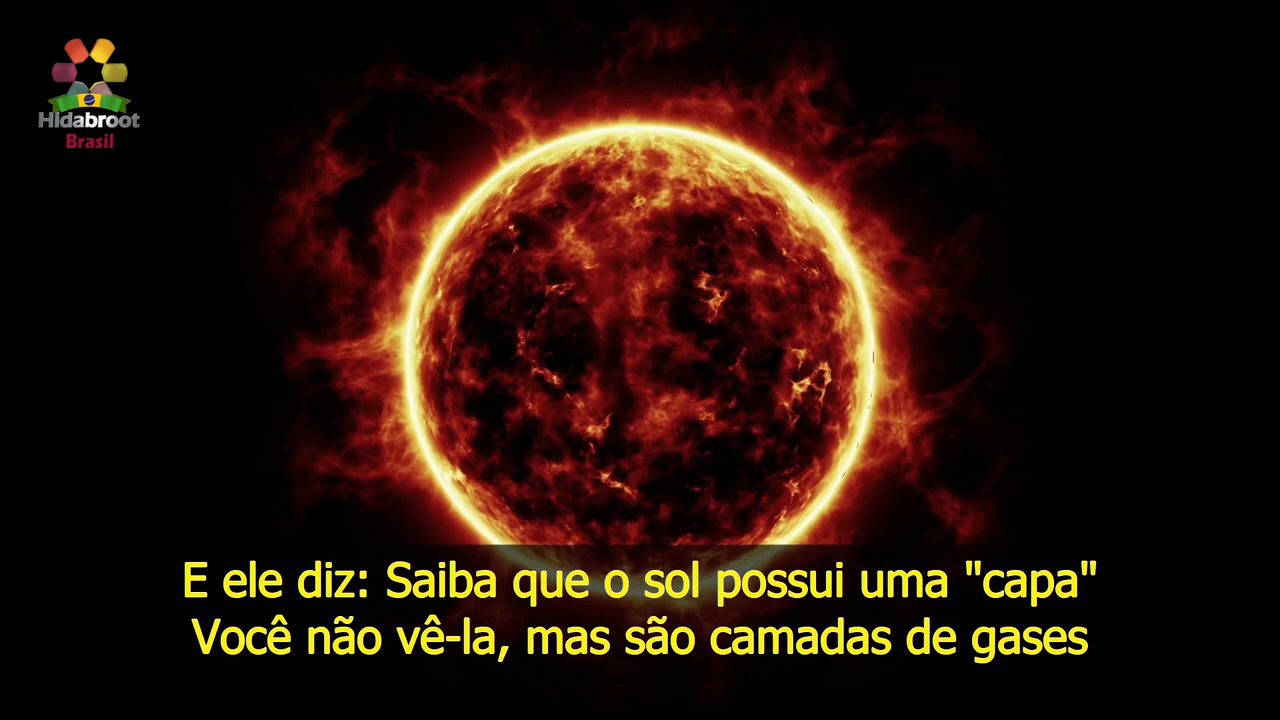 Hidabroot
Brasil
E ele diz: Saiba que o sol possui uma "capa"
Você não vê-la, mas são camadas de gases